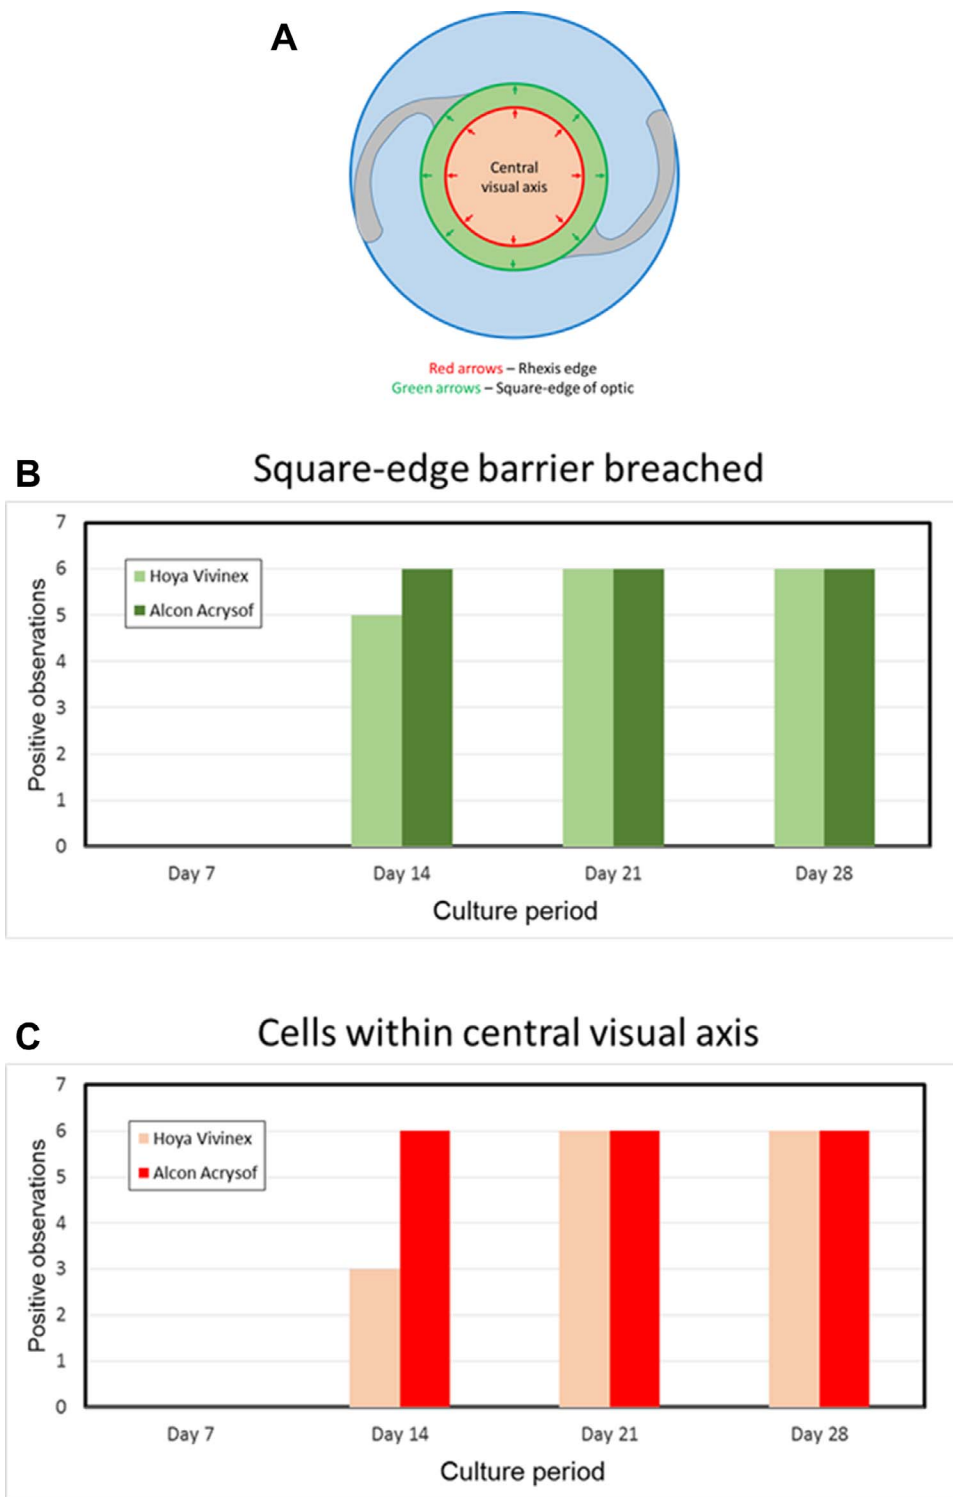 A
Central
visual axis
Red arrows – Rhexis edge
Green arrows – Square-edge of optic
B
Square-edge barrier breached
7
6
5
4
3
2
1
0
Positive observations
Hoya Vivinex
Alcon Acrysof
Day 7
Day 14
Day 21
Day 28
Culture period
C
Cells within central visual axis
7
6
5
4
3
2
1
0
Positive observations
Hoya Vivinex
Alcon Acrysof
Day 7
Day 14
Day 21
Day 28
Culture period